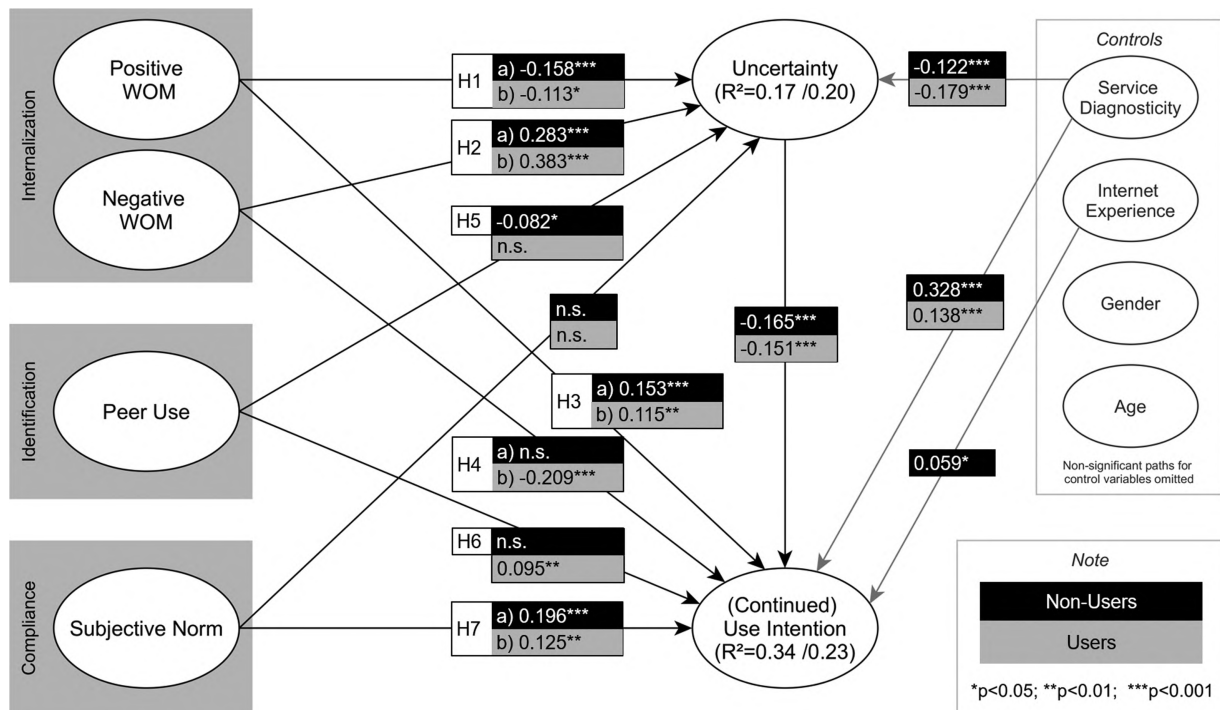 Internalization
Positive
WOM
Negative
WOM
Identification
Peer Use
Compliance
Subjective Norm
H1
a) -0.158***
b) -0.113*
H2
a) 0.283***
b) 0.383***
H5
-0.082*
n.s.
n.s.
n.s.
H3
a) 0.153***
b) 0.115**
H4
a) n.s.
b) -0.209***
H6
n.s.
0.095**
H7
a) 0.196***
b) 0.125**
Uncertainty
(R²=0.17 /0.20)
-0.165***
-0.151***
(Continued)
Use Intention
(R²=0.34 /0.23)
-0.122***
-0.179***
0.328***
0.138***
0.059*
Controls
Service
Diagnosticity
Internet
Experience
Gender
Age
Non-significant paths for
control variables omitted
Note
Non-Users
Users
*p<0.05; **p<0.01; ***p<0.001